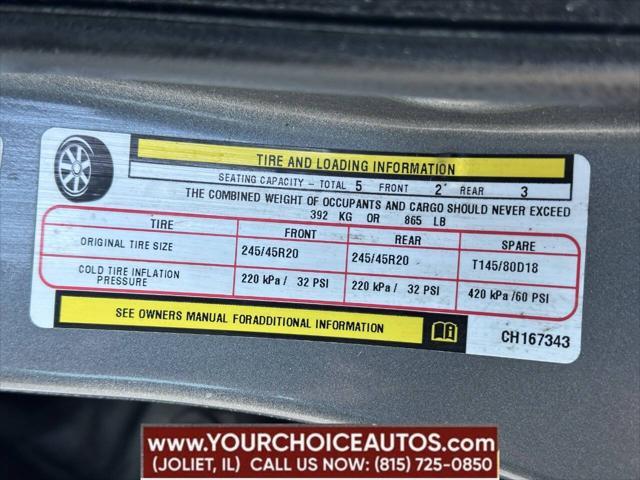 TIRE AND LOADING INFORMATION
SEATING CAPACITY – TOTAL 5 FRONT 2 REAR 3
THE COMBINED WEIGHT OF OCCUPANTS AND CARGO SHOULD NEVER EXCEED
392 KG OR 865 LB
TIRE FRONT REAR SPARE
ORIGINAL TIRE SIZE 245/45R20 245/45R20 T145/80D18
COLD TIRE INFLATION PRESSURE 220 kPa / 32 PSI 220 kPa / 32 PSI 420 kPa /60 PSI
SEE OWNERS MANUAL FORADDITIONAL INFORMATION
CH167343
www.YOURCHOICEAUTOS.com
(JOLIET, IL) CALL US NOW: (815) 725-0850